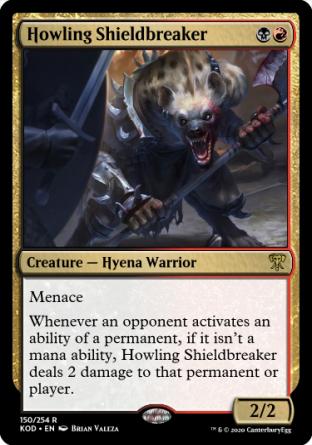 Howling Shieldbreaker
Creature — Hyena Warrior
Menace
Whenever an opponent activates an
ability of a permanent, if it isn't a
mana ability, Howling Shieldbreaker
deals 2 damage to that permanent or
player.
2/2
150/254 R
KOD • EN Brian Valeza
™ & © 2020 CanterburyEgg